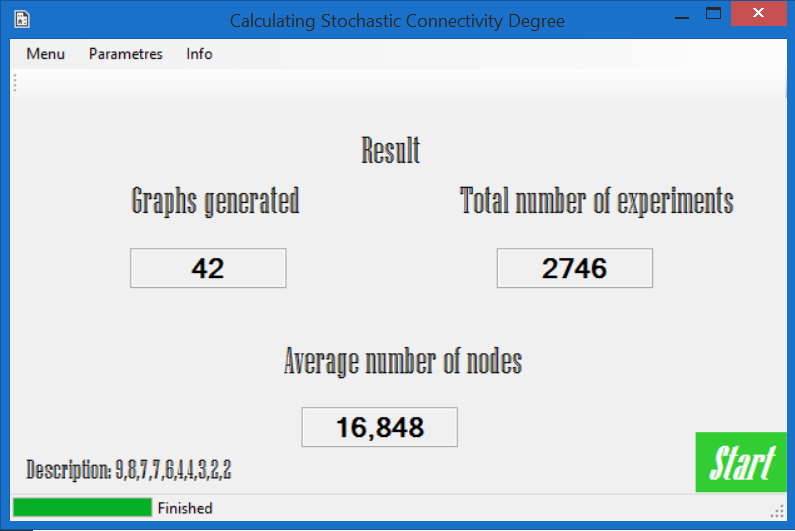 Calculating Stochastic Connectivity Degree
Menu Parametres Info
Result
Graphs generated Total number of experiments
42 2746
Average number of nodes
16,848
Description: 9,8,7,7,6,4,4,3,2,2
Start
Finished